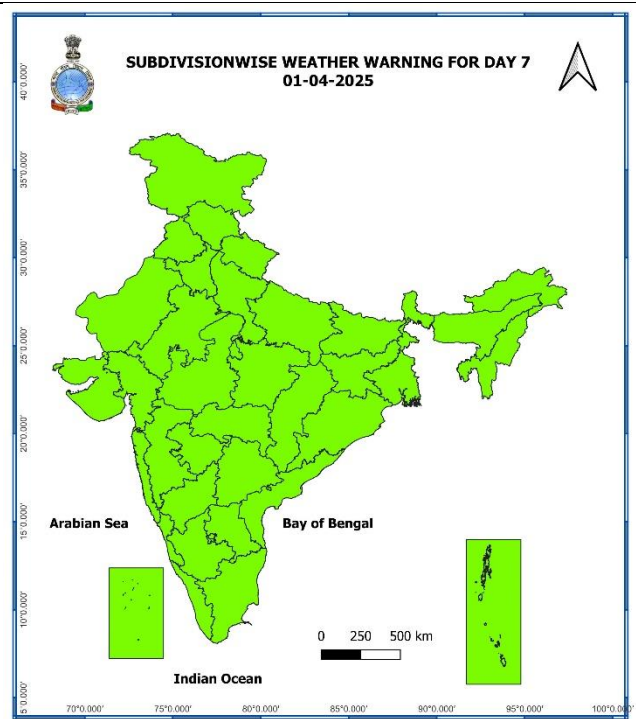 SUBDIVISIONWISE WEATHER WARNING FOR DAY 7
01-04-2025
40°0.000'
35°0.000'
30°0.000'
25°0.000'
20°0.000'
15°0.000'
10°0.000'
5°0.000'
Arabian Sea
Bay of Bengal
0 250 500 km
Indian Ocean
70°0.000' 75°0.000' 80°0.000' 85°0.000' 90°0.000' 95°0.000' 100°0.000'